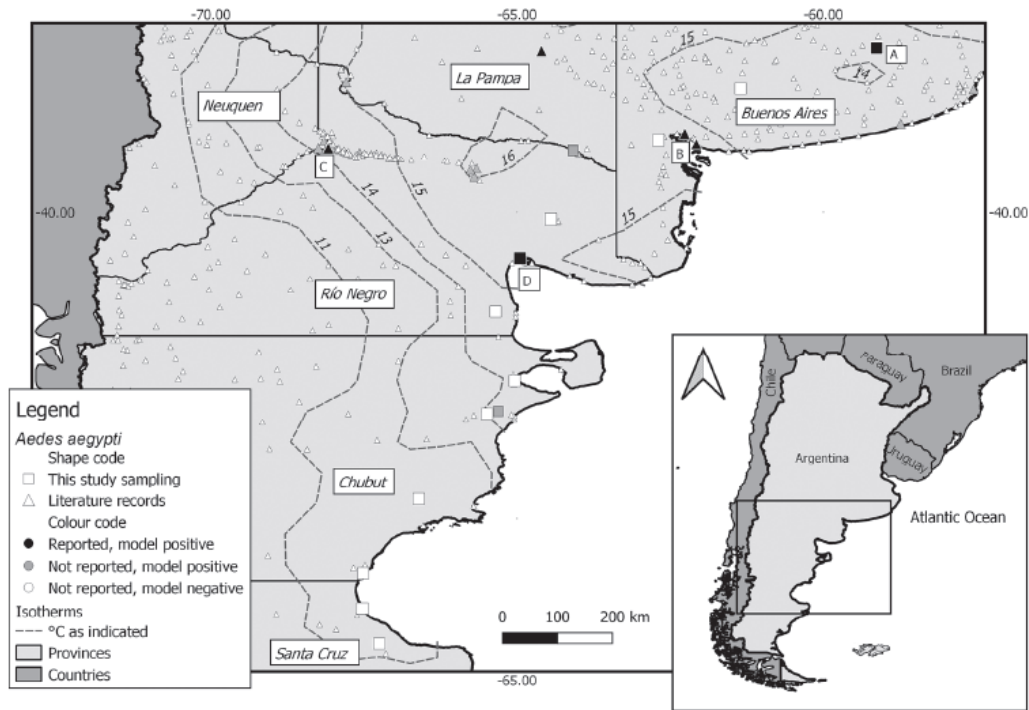 -70.00
-65.00
-60.00
15
A
La Pampa
14
Neuquen
Buenos Aires
16
B
C
14
15
-40.00
15
-40.00
13
11
D
Río Negro
Legend
Aedes aegypti
Shape code
This study sampling
Literature records
Colour code
Reported, model positive
Not reported, model positive
Not reported, model negative
Isotherms
°C as indicated
Provinces
Countries
Chubut
Santa Cruz
0 100 200 km
-65.00
Chile
Paraguay
Brazil
Uruguay
Argentina
Atlantic Ocean